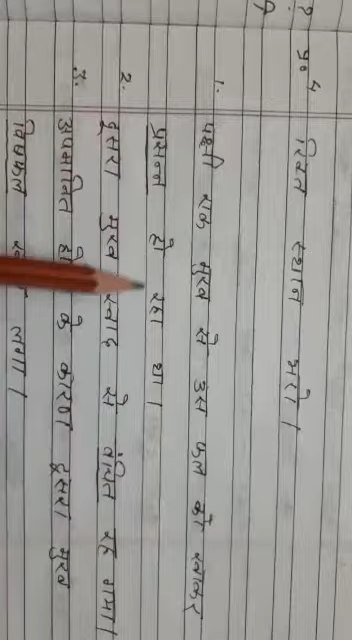 प्र० 4 रिक्त स्थान भरो।
1. पक्षी एक मुख से उस फल को खाकर
प्रसन्न हो रहा था।
2. दूसरा मुख स्वाद से वंचित रह गया।
3. अपमानित होने के कारण दूसरा मुख
विषफल लगा।